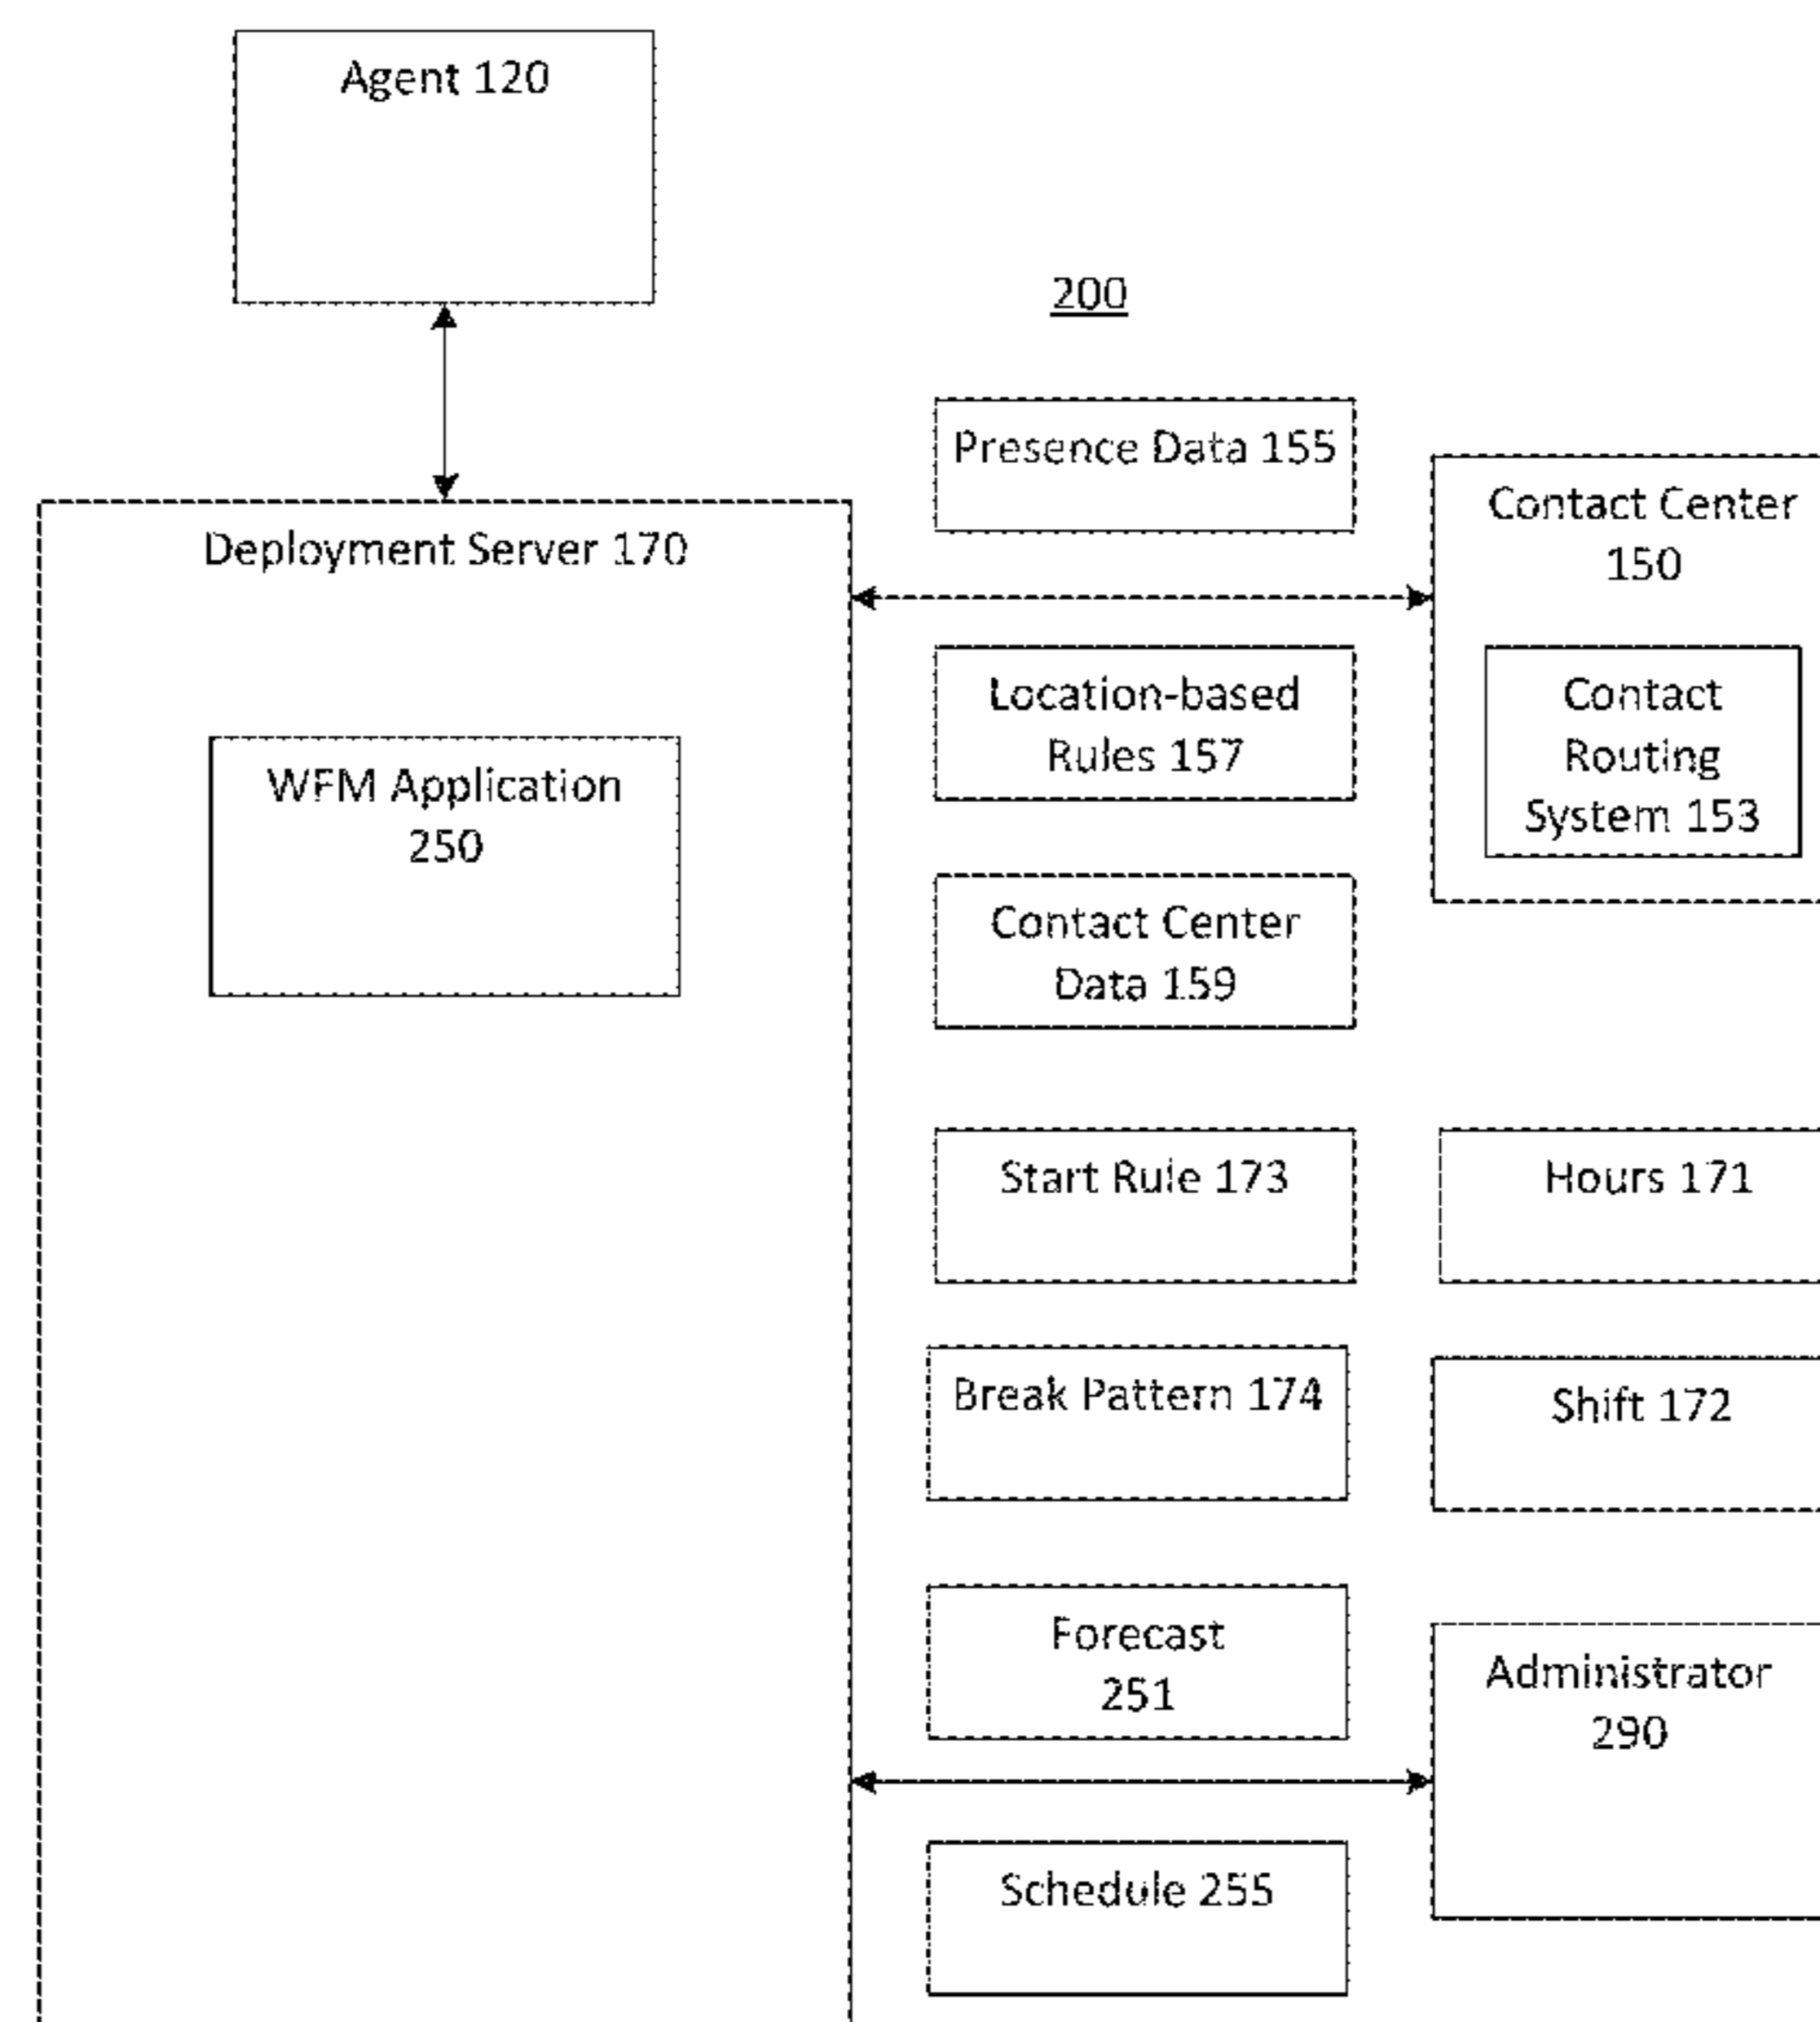 Agent 120
200
Presence Data 155
Contact Center
150
Deployment Server 170
Location-based
Rules 157
Contact
Routing
System 153
WFM Application
250
Contact Center
Data 159
Start Rule 173
Hours 171
Break Pattern 174
Shift 172
Forecast
251
Administrator
290
Schedule 255